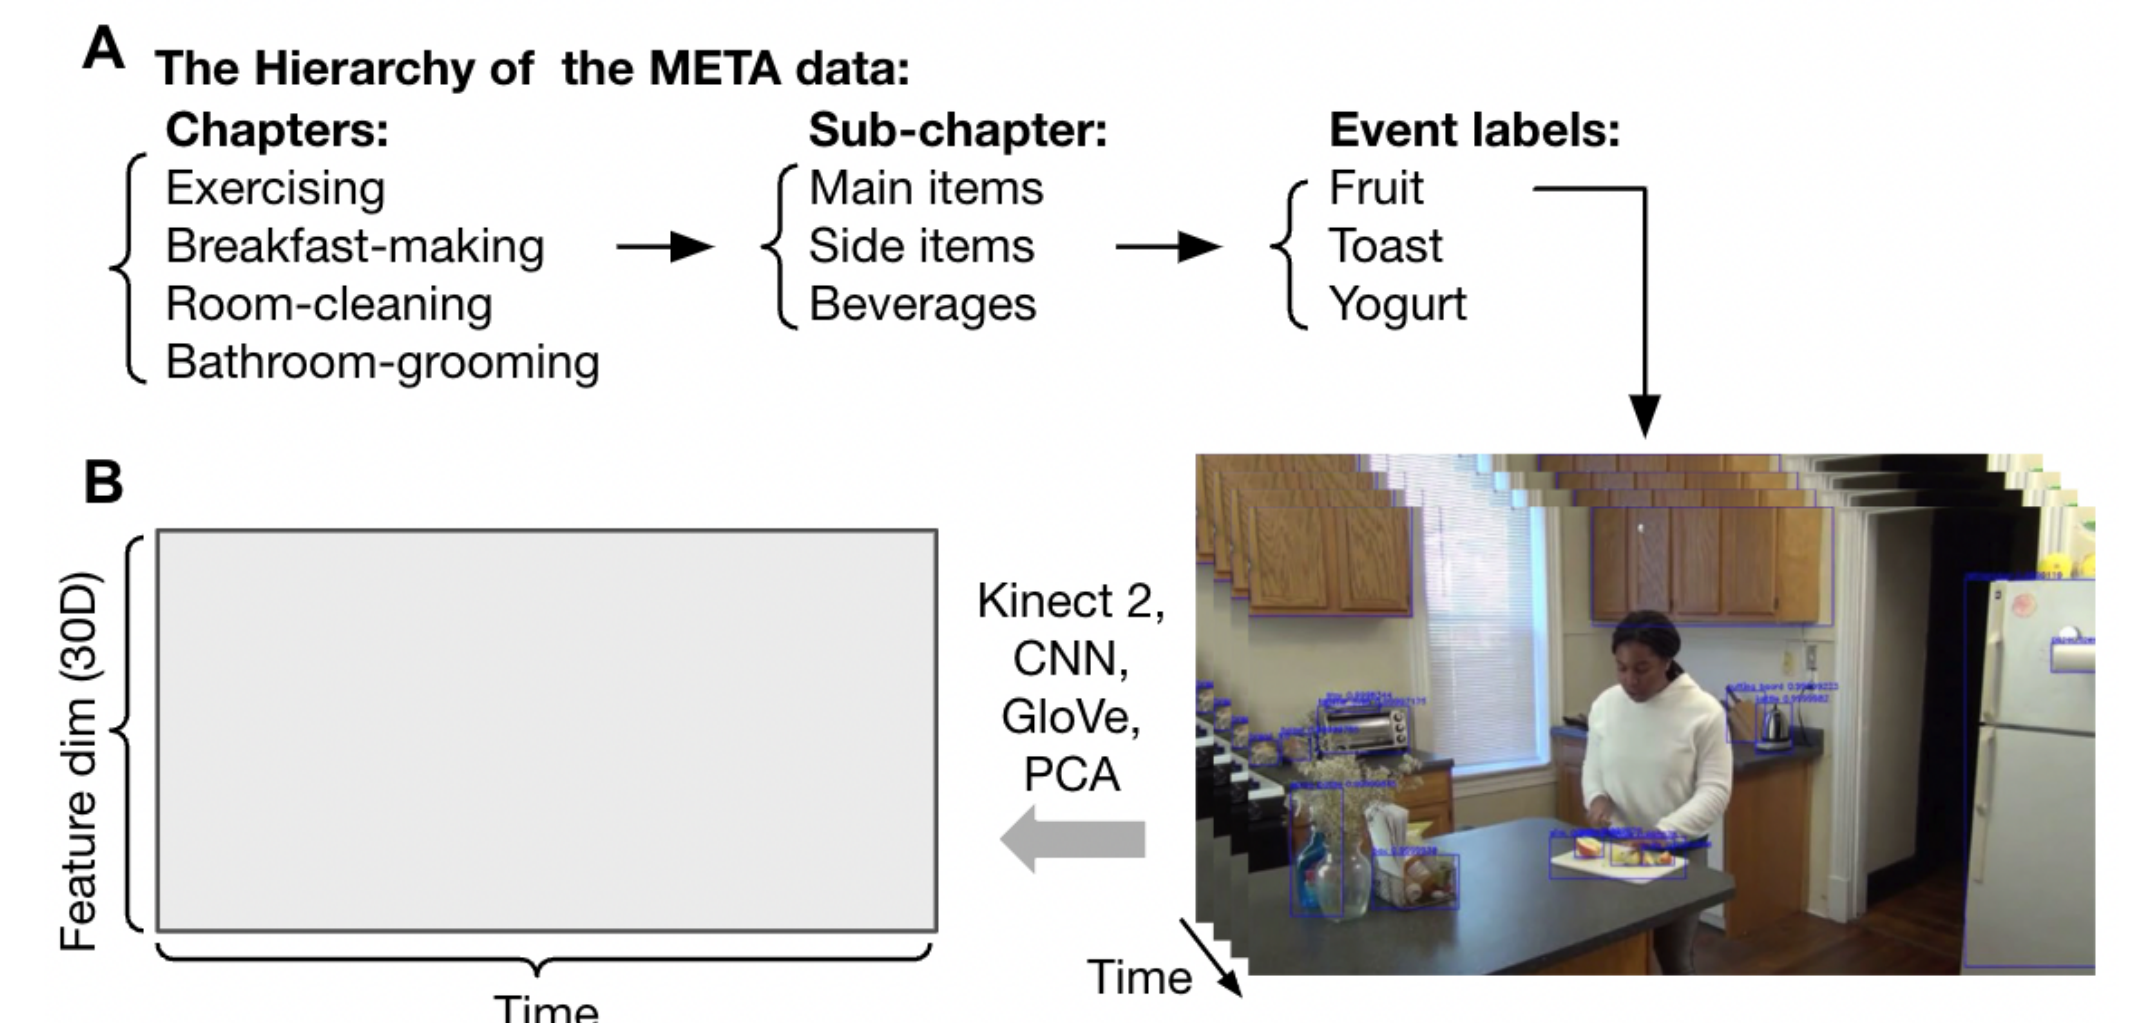 A
The Hierarchy of the META data:
Chapters:
Exercising
Breakfast-making
Room-cleaning
Bathroom-grooming
Sub-chapter:
Main items
Side items
Beverages
Event labels:
Fruit
Toast
Yogurt
B
Feature dim (30D)
Time
Kinect 2,
CNN,
GloVe,
PCA
Time